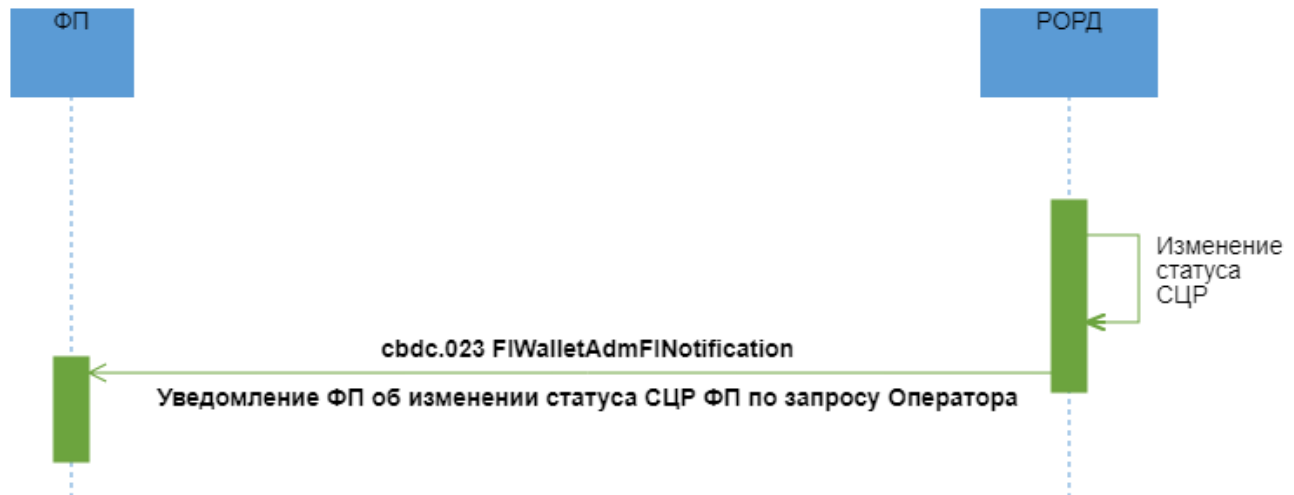 ФП
РОРД
Изменение
статуса
СЦР
cbdc.023 FIWalletAdmFINotification
Уведомление ФП об изменении статуса СЦР ФП по запросу Оператора